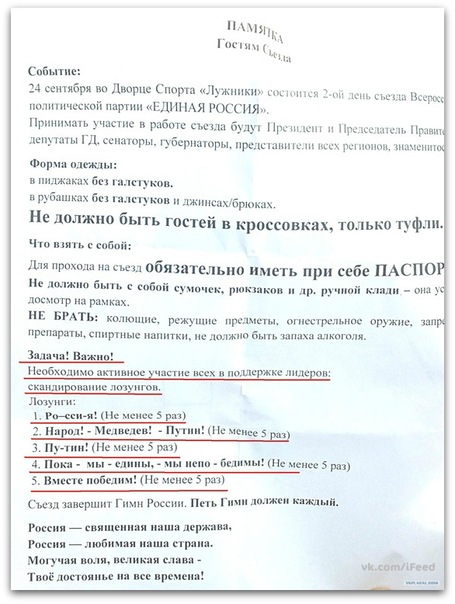 ПАМЯТКА
Гостям Съезда
Событие:
24 сентября во Дворце Спорта «Лужники» состоится 2-ой день съезда Всеросс
политической партии «ЕДИНАЯ РОССИЯ».
Принимать участие в работе съезда будут Президент и Председатель Правите
депутаты ГД, сенаторы, губернаторы, представители всех регионов, знаменитос
Форма одежды:
в пиджаках без галстуков.
в рубашках без галстуков и джинсах/брюках.
Не должно быть гостей в кроссовках, только туфли.
Что взять с собой:
Для прохода на съезд обязательно иметь при себе ПАСПОР
Не должно быть с собой сумочек, рюкзаков и др. ручной клади – она ус
досмотр на рамках.
НЕ БРАТЬ: колющие, режущие предметы, огнестрельное оружие, запре
препараты, спиртные напитки, не должно быть запаха алкоголя.
Задача! Важно!
Необходимо активное участие всех в поддержке лидеров:
скандирование лозунгов.
Лозунги:
1. Ро–сси-я! (Не менее 5 раз)
2. Народ! - Медведев! - Путин! (Не менее 5 раз)
3. Пу-тин! (Не менее 5 раз)
4. Пока - мы - едины, - мы непо - бедимы! (Не менее 5 раз)
5. Вместе победим! (Не менее 5 раз)
Съезд завершит Гимн России. Петь Гимн должен каждый.
Россия — священная наша держава,
Россия — любимая наша страна.
Могучая воля, великая слава -
Твоё достоянье на все времена!
vk.com/iFeed